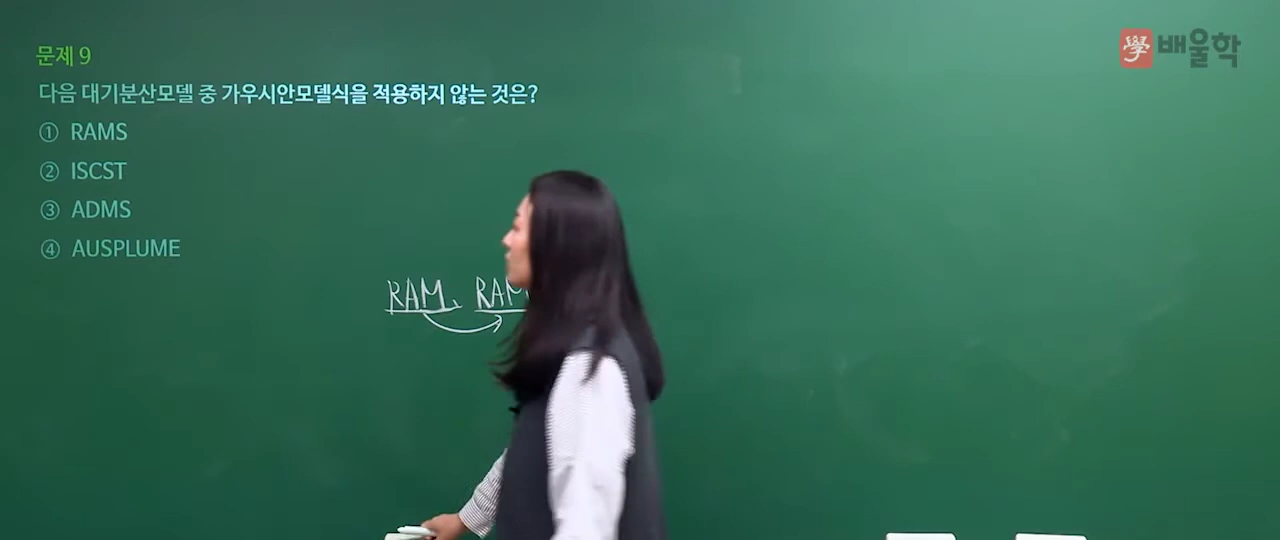 문제 9
學 배울학
다음 대기분산모델 중 가우시안모델식을 적용하지 않는 것은?
① RAMS
② ISCST
③ ADMS
④ AUSPLUME
RAM、 RAM